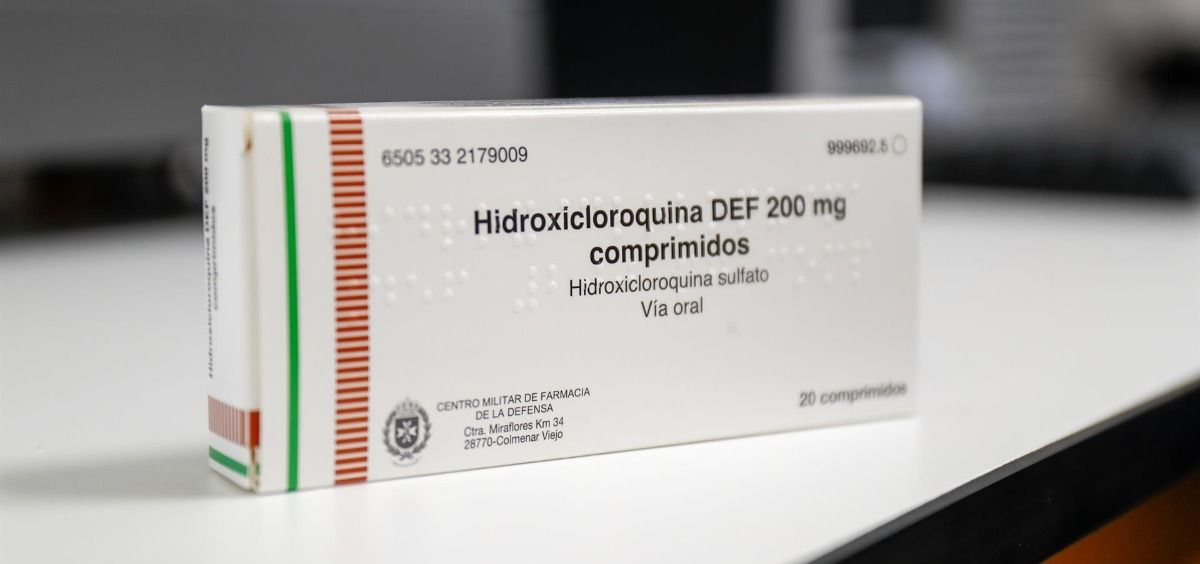 6505 33 2179009
999692.5
Hidroxicloroquina DEF 200 mg
comprimidos
Hidroxicloroquina sulfato
Vía oral
CENTRO MILITAR DE FARMACIA
DE LA DEFENSA
Ctra. Miraflores Km 34
28770-Colmenar Viejo
20 comprimidos
Hidroxicloroquina DEF 200 mg
comprimidos